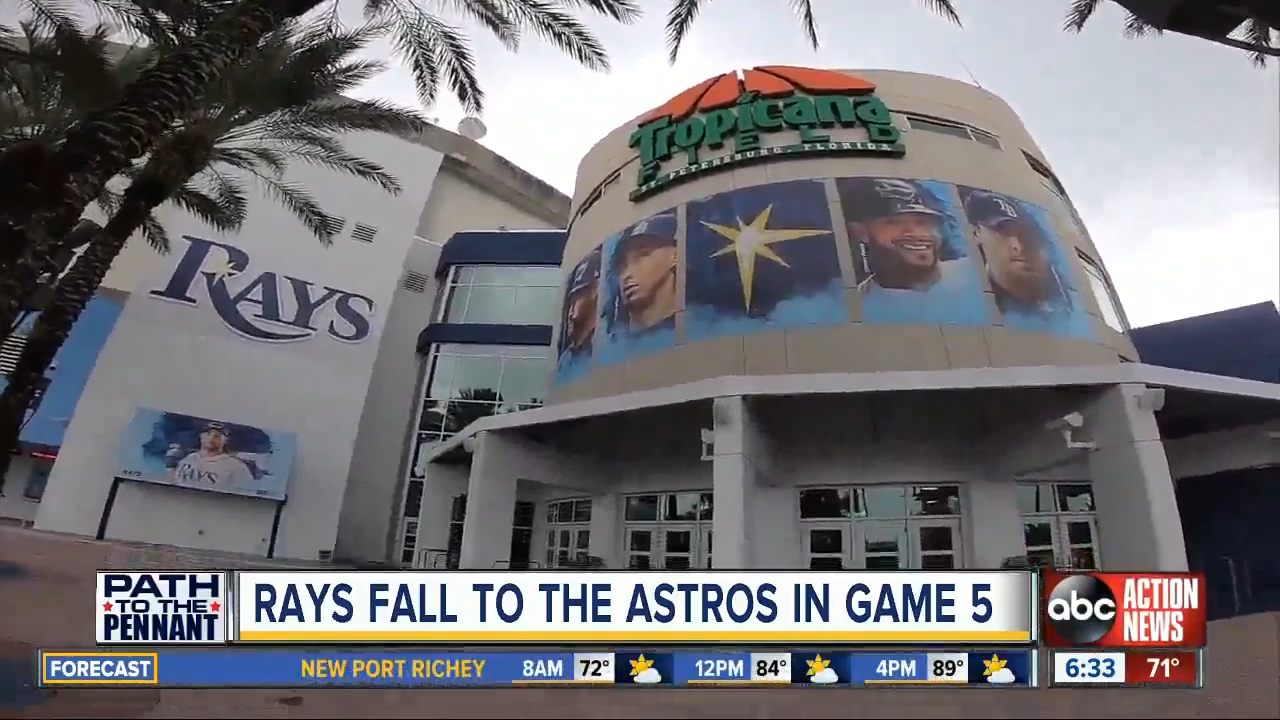 Tropicana
FIELD
ST. PETERSBURG, FLORIDA
RAYS
RAYS
PATH
TO THE
PENNANT
RAYS FALL TO THE ASTROS IN GAME 5
abc
ACTION
NEWS
FORECAST
NEW PORT RICHEY 8AM 72° 12PM 84° 4PM 89°
6:33 71°